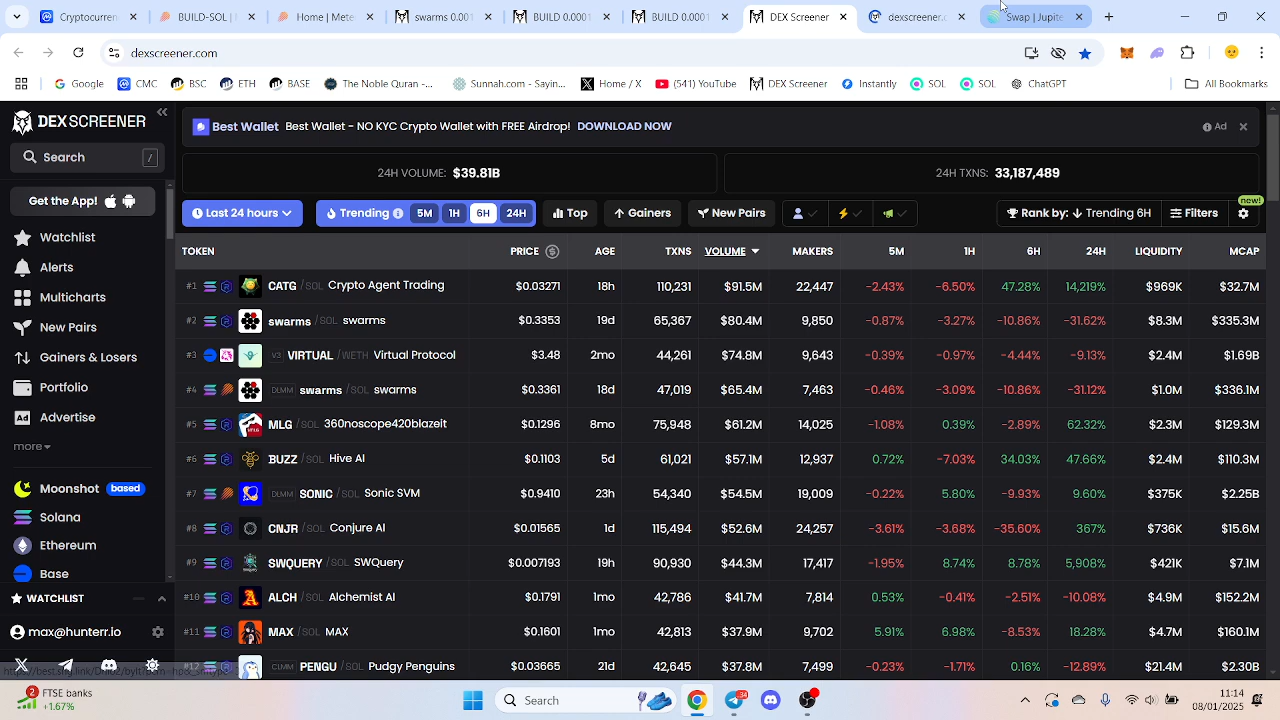 Currencies
BUILD-SOL |
Home | Mete
swarms 0.00
BUILD 0.000
BUILD 0.000
DEX Screener
dexscreener.c
Swap | Jupite
dexscreener.com
Google
CMC
BSC
ETH
BASE
The Noble Quran -...
Sunnah.com - Sayin...
Home / X
(541) YouTube
DEX Screener
Instantly
SOL
SOL
ChatGPT
All Bookmarks
DEXSCREENER
Search /
Get the App!
Watchlist
Alerts
Multicharts
New Pairs
Gainers & Losers
Portfolio
Ad Advertise
more
Moonshot based
Solana
Ethereum
Base
WATCHLIST
max@hunterr.io
Best Wallet Best Wallet – NO KYC Crypto Wallet with FREE Airdrop! DOWNLOAD NOW Ad
24H VOLUME: $39.81B 24H TXNS: 33,187,489
Last 24 hours Trending 5M 1H 6H 24H Top Gainers New Pairs Rank by: Trending 6H Filters new!
TOKEN PRICE AGE TXNS VOLUME MAKERS 5M 1H 6H 24H LIQUIDITY MCAP
#1 CATG /SOL Crypto Agent Trading $0.03271 18h 110,231 $91.5M 22,447 -2.43% -6.50% 47.28% 14,219% $969K $32.7M
#2 swarms /SOL swarms $0.3353 19d 65,367 $80.4M 9,850 -0.87% -3.27% -10.86% -31.62% $8.3M $335.3M
#3 V3 VIRTUAL /WETH Virtual Protocol $3.48 2mo 44,361 $74.8M 9,643 -0.39% -0.97% -4.44% -9.13% $2.4M $1.69B
#4 DLMM swarms /SOL swarms $0.3361 18d 47,019 $65.4M 7,463 -0.46% -3.09% -10.86% -31.12% $1.0M $336.1M
#5 MLG /SOL 360noscope420blazeit $0.1296 8mo 75,963 $61.2M 14,025 -1.08% 0.39% -2.89% 62.32% $2.3M $129.3M
#6 BUZZ /SOL Hive AI $0.1103 5d 61,021 $57.1M 12,937 0.72% -7.03% 34.03% 47.66% $2.4M $110.3M
#7 DLMM SONIC /SOL Sonic SVM $0.9410 23h 54,340 $54.5M 19,009 -0.22% 5.80% -9.93% 9.60% $375K $2.25B
#8 CNJR /SOL Conjure AI $0.01565 1d 115,494 $52.6M 24,257 -3.61% -3.68% -35.60% 367% $736K $15.6M
#9 SWQUERY /SOL SWQuery $0.007193 19h 90,930 $44.3M 17,417 -1.95% 8.74% 8.78% 5,908% $421K $7.1M
#10 ALCH /SOL Alchemist AI $0.1791 1mo 42,786 $41.7M 7,814 0.53% -0.41% -2.51% -10.08% $4.9M $152.2M
#11 MAX /SOL MAX $0.1601 1mo 42,813 $37.9M 9,702 5.91% 6.98% -8.53% 18.28% $4.7M $160.1M
CLMM PENGU /SOL Pudgy Penguins $0.03665 21d 42,645 $37.8M 7,499 -0.23% -1.71% 0.16% -12.89% $21.4M $2.30B
2 FTSE banks
+1.67%
Search
34
11:14
08/01/2025